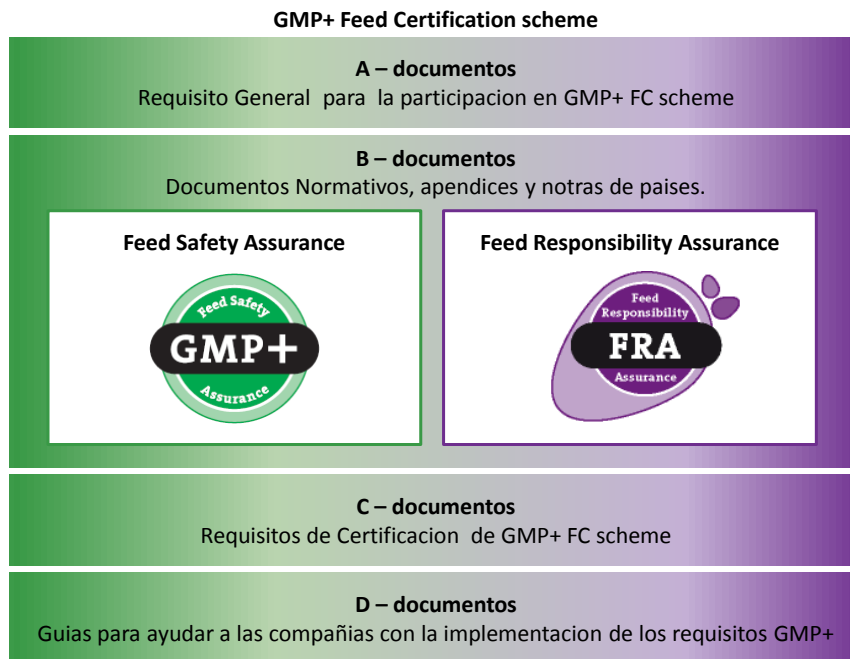 GMP+ Feed Certification scheme
A – documentos
Requisito General para la participacion en GMP+ FC scheme
B – documentos
Documentos Normativos, apendices y notras de paises.
Feed Safety Assurance
Feed Safety
GMP+
Assurance
Feed Responsibility Assurance
Feed
Responsibility
FRA
Assurance
C – documentos
Requisitos de Certificacion de GMP+ FC scheme
D – documentos
Guias para ayudar a las compañias con la implementacion de los requisitos GMP+